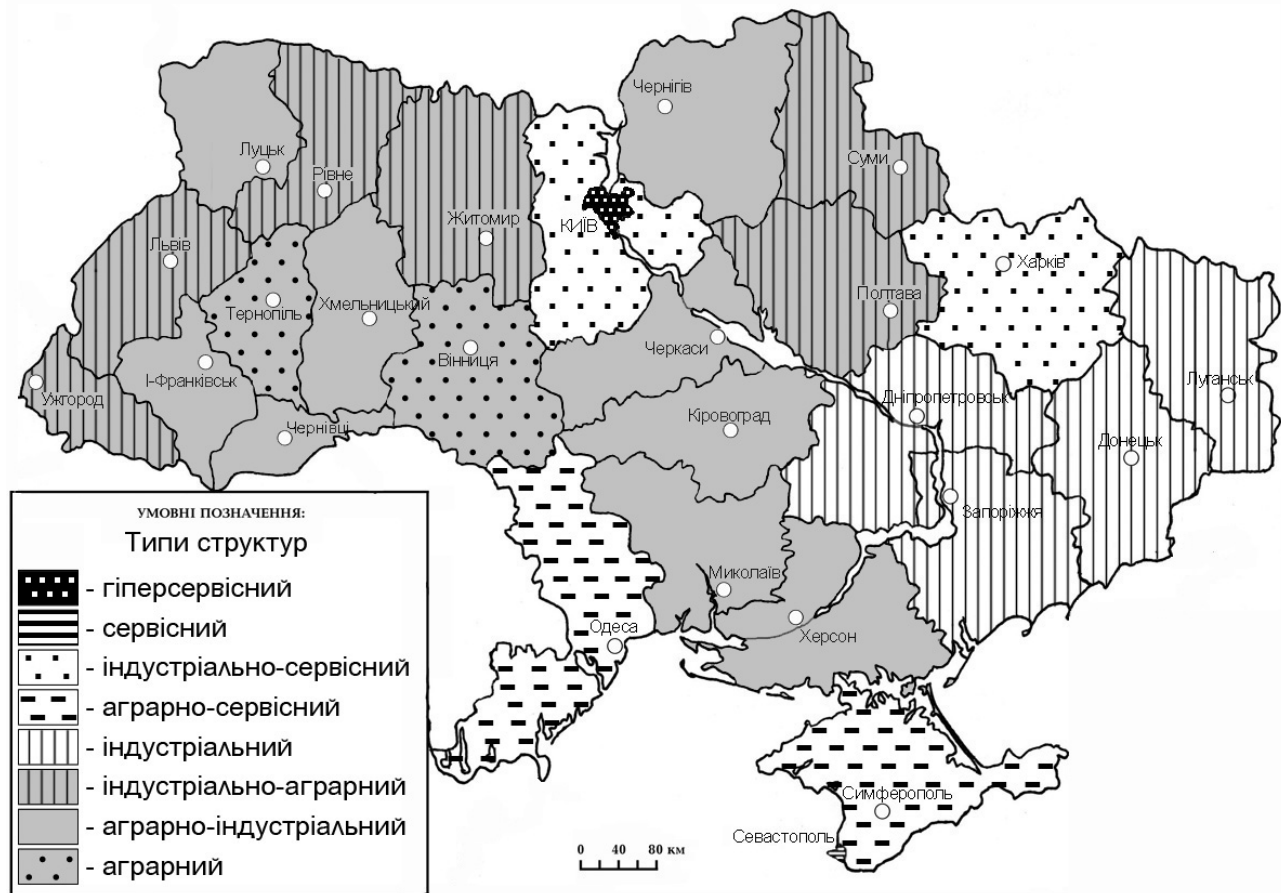 Чернігів
Луцьк
Суми
Рівне
Житомир
КИЇВ
Львів
Харків
Полтава
Хмельницький
Тернопіль
Черкаси
Вінниця
І-Франківськ
Ужгород
Луганськ
Дніпропетровськ
Кіровоград
Чернівці
Донецьк
Запоріжжя
Миколаїв
Одеса
Херсон
Симферополь
Севастополь
0 40 80 км
УМОВНІ ПОЗНАЧЕННЯ:
Типи структур
- гіперсервісний
- сервісний
- індустріально-сервісний
- аграрно-сервісний
- індустріальний
- індустріально-аграрний
- аграрно-індустріальний
- аграрний